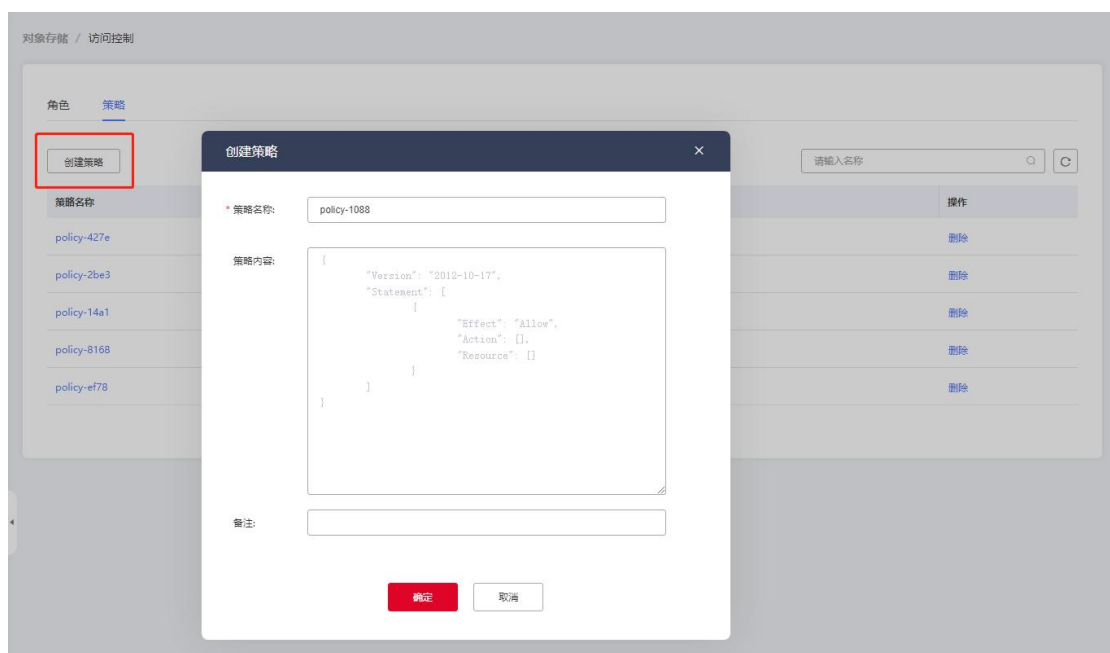 对象存储 / 访问控制
角色 策略
创建策略
请输入名称
策略名称 操作
policy-427e 删除
policy-2be3 删除
policy-14a1 删除
policy-8168 删除
policy-ef78 删除
创建策略 ×
* 策略名称: policy-1088
策略内容:
{
"Version": "2012-10-17",
"Statement": [
{
"Effect": "Allow",
"Action": [],
"Resource": []
}
]
}
备注:
确定 取消